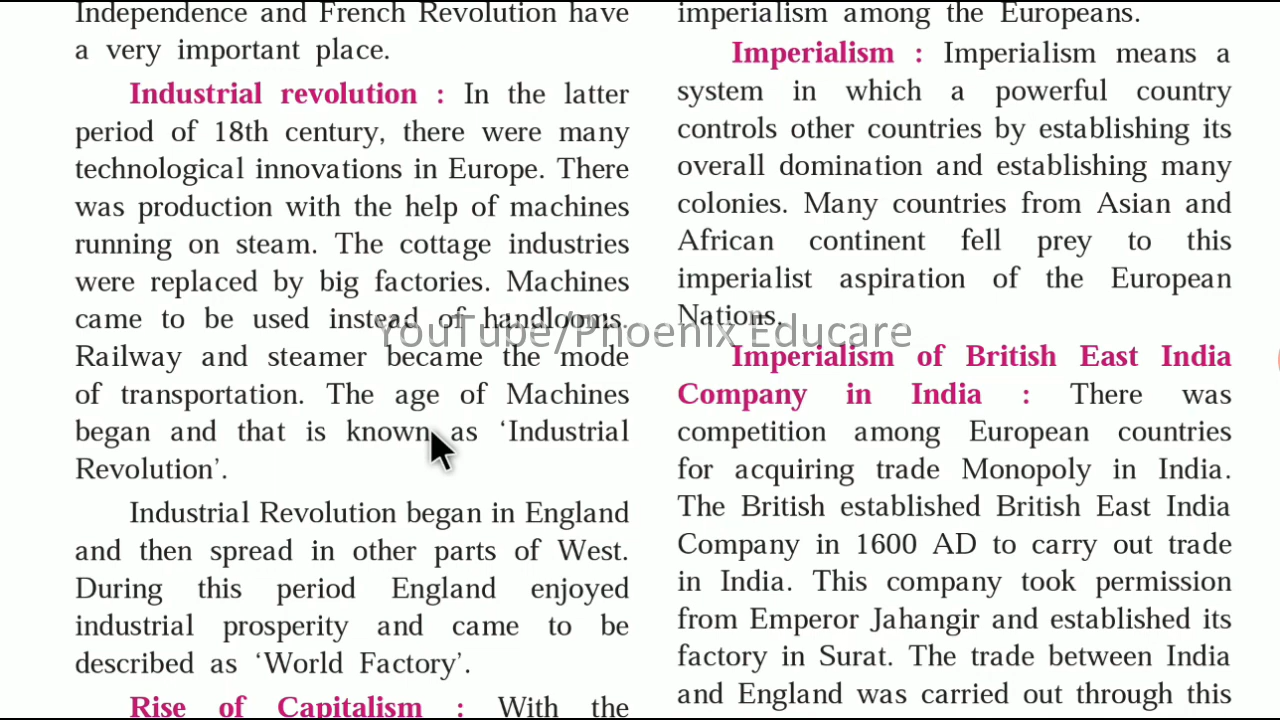 Independence and French Revolution have
a very important place.
Industrial revolution : In the latter
period of 18th century, there were many
technological innovations in Europe. There
was production with the help of machines
running on steam. The cottage industries
were replaced by big factories. Machines
came to be used instead of handlooms.
Railway and steamer became the mode
of transportation. The age of Machines
began and that is known as ‘Industrial
Revolution’.
Industrial Revolution began in England
and then spread in other parts of West.
During this period England enjoyed
industrial prosperity and came to be
described as ‘World Factory’.
Rise of Capitalism : With the
imperialism among the Europeans.
Imperialism : Imperialism means a
system in which a powerful country
controls other countries by establishing its
overall domination and establishing many
colonies. Many countries from Asian and
African continent fell prey to this
imperialist aspiration of the European
Nations.
Imperialism of British East India
Company in India : There was
competition among European countries
for acquiring trade Monopoly in India.
The British established British East India
Company in 1600 AD to carry out trade
in India. This company took permission
from Emperor Jahangir and established its
factory in Surat. The trade between India
and England was carried out through this
YouTube/Phoenix Educare